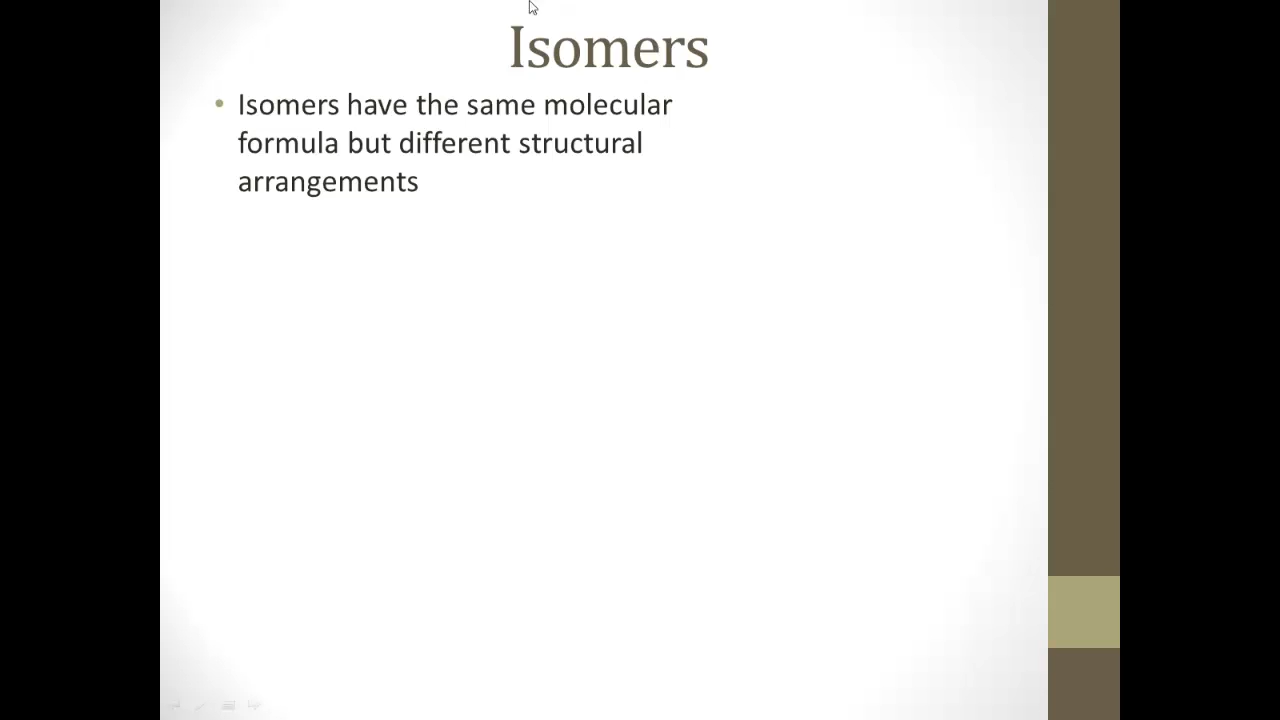 Isomers
• Isomers have the same molecular
formula but different structural
arrangements